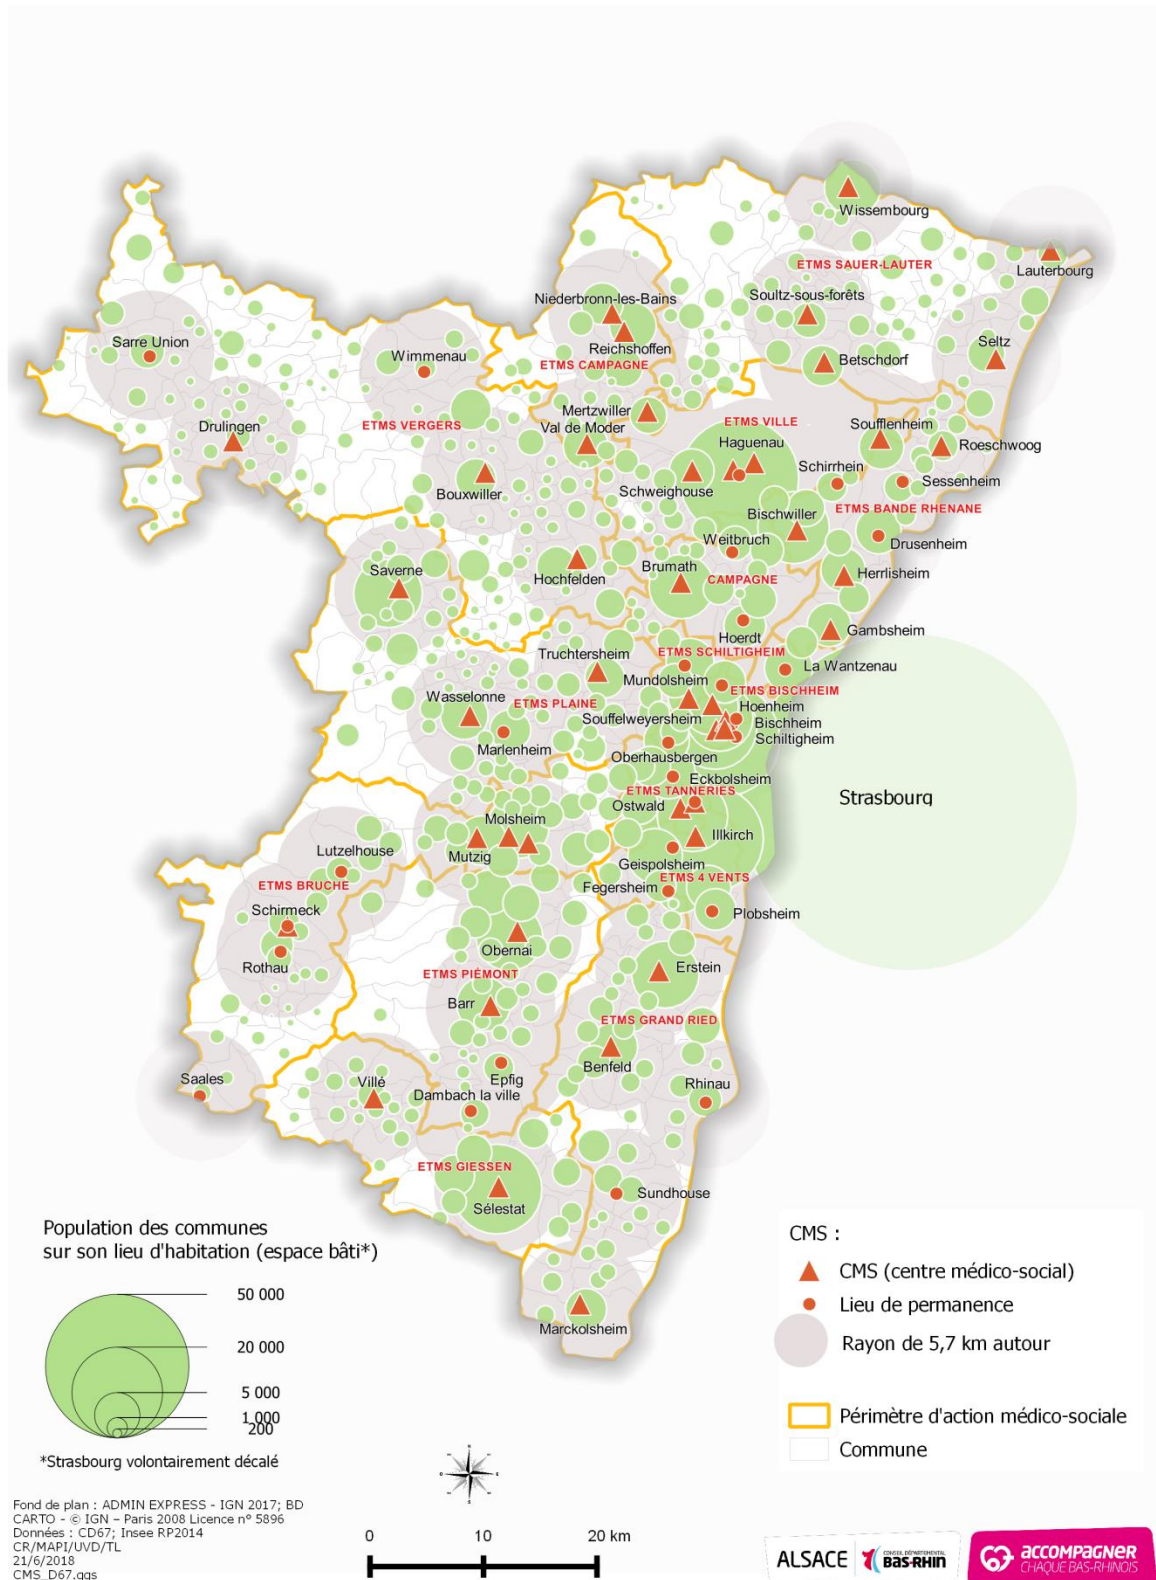 Wissembourg
ETMS SAUER-LAUTER
Lauterbourg
Niederbronn-les-Bains
Soultz-sous-forêts
Sarre Union
Wimmenau
Reichshoffen
Seltz
ETMS CAMPAGNE
Betschdorf
Mertzwiller
ETMS VILLE
Soufflenheim
Drulingen
ETMS VERGERS
Val de Moder
Haguenau
Roeschwoog
Schirrhein
Sessenheim
Bouxwiller
Schweighouse
ETMS BANDE RHENANE
Bischwiller
Weitbruch
Drusenheim
Saverne
Hochfelden
Brumath
CAMPAGNE
Herrlisheim
Hoerdt
Gambsheim
Truchtersheim
ETMS SCHILTIGHEIM
La Wantzenau
Mundolsheim
ETMS BISCHHEIM
Wasselonne
ETMS PLAINE
Hoenheim
Souffelweyersheim
Bischheim
Marlenheim
Schiltigheim
Oberhausbergen
Eckbolsheim
ETMS TANNERIES
Strasbourg
Ostwald
Molsheim
Illkirch
Mutzig
Lutzelhouse
Geispolsheim
ETMS 4 VENTS
ETMS BRUCHE
Fegersheim
Schirmeck
Plobsheim
Obernai
Rothau
ETMS PIÉMONT
Erstein
Barr
ETMS GRAND RIED
Benfeld
Saales
Villé
Epfig
Rhinau
Dambach la ville
ETMS GIESSEN
Sundhouse
Sélestat
Marckolsheim
Population des communes
sur son lieu d'habitation (espace bâti*)
50 000
20 000
5 000
1 000
200
*Strasbourg volontairement décalé
CMS :
CMS (centre médico-social)
Lieu de permanence
Rayon de 5,7 km autour
Périmètre d'action médico-sociale
Commune
Fond de plan : ADMIN EXPRESS - IGN 2017; BD
CARTO - © IGN – Paris 2008 Licence n° 5896
Données : CD67; Insee RP2014
CR/MAPI/UVD/TL
21/6/2018
CMS_D67.qgs
0 10 20 km
ALSACE
CONSEIL DÉPARTEMENTAL
BAS-RHIN
ACCOMPAGNER
CHAQUE BAS-RHINOIS